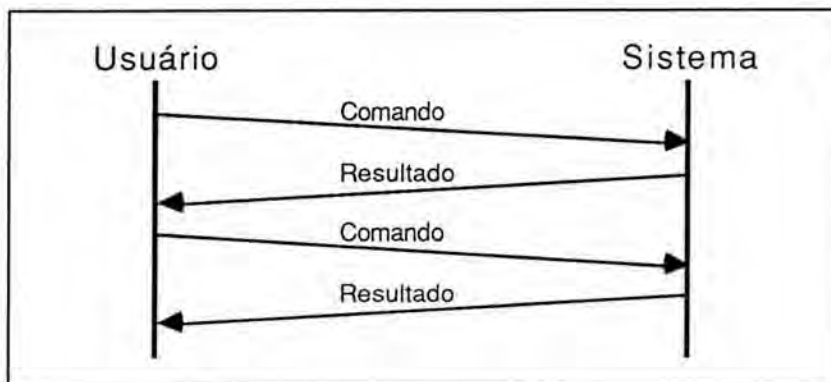 Usuário Sistema
Comando
Resultado
Comando
Resultado